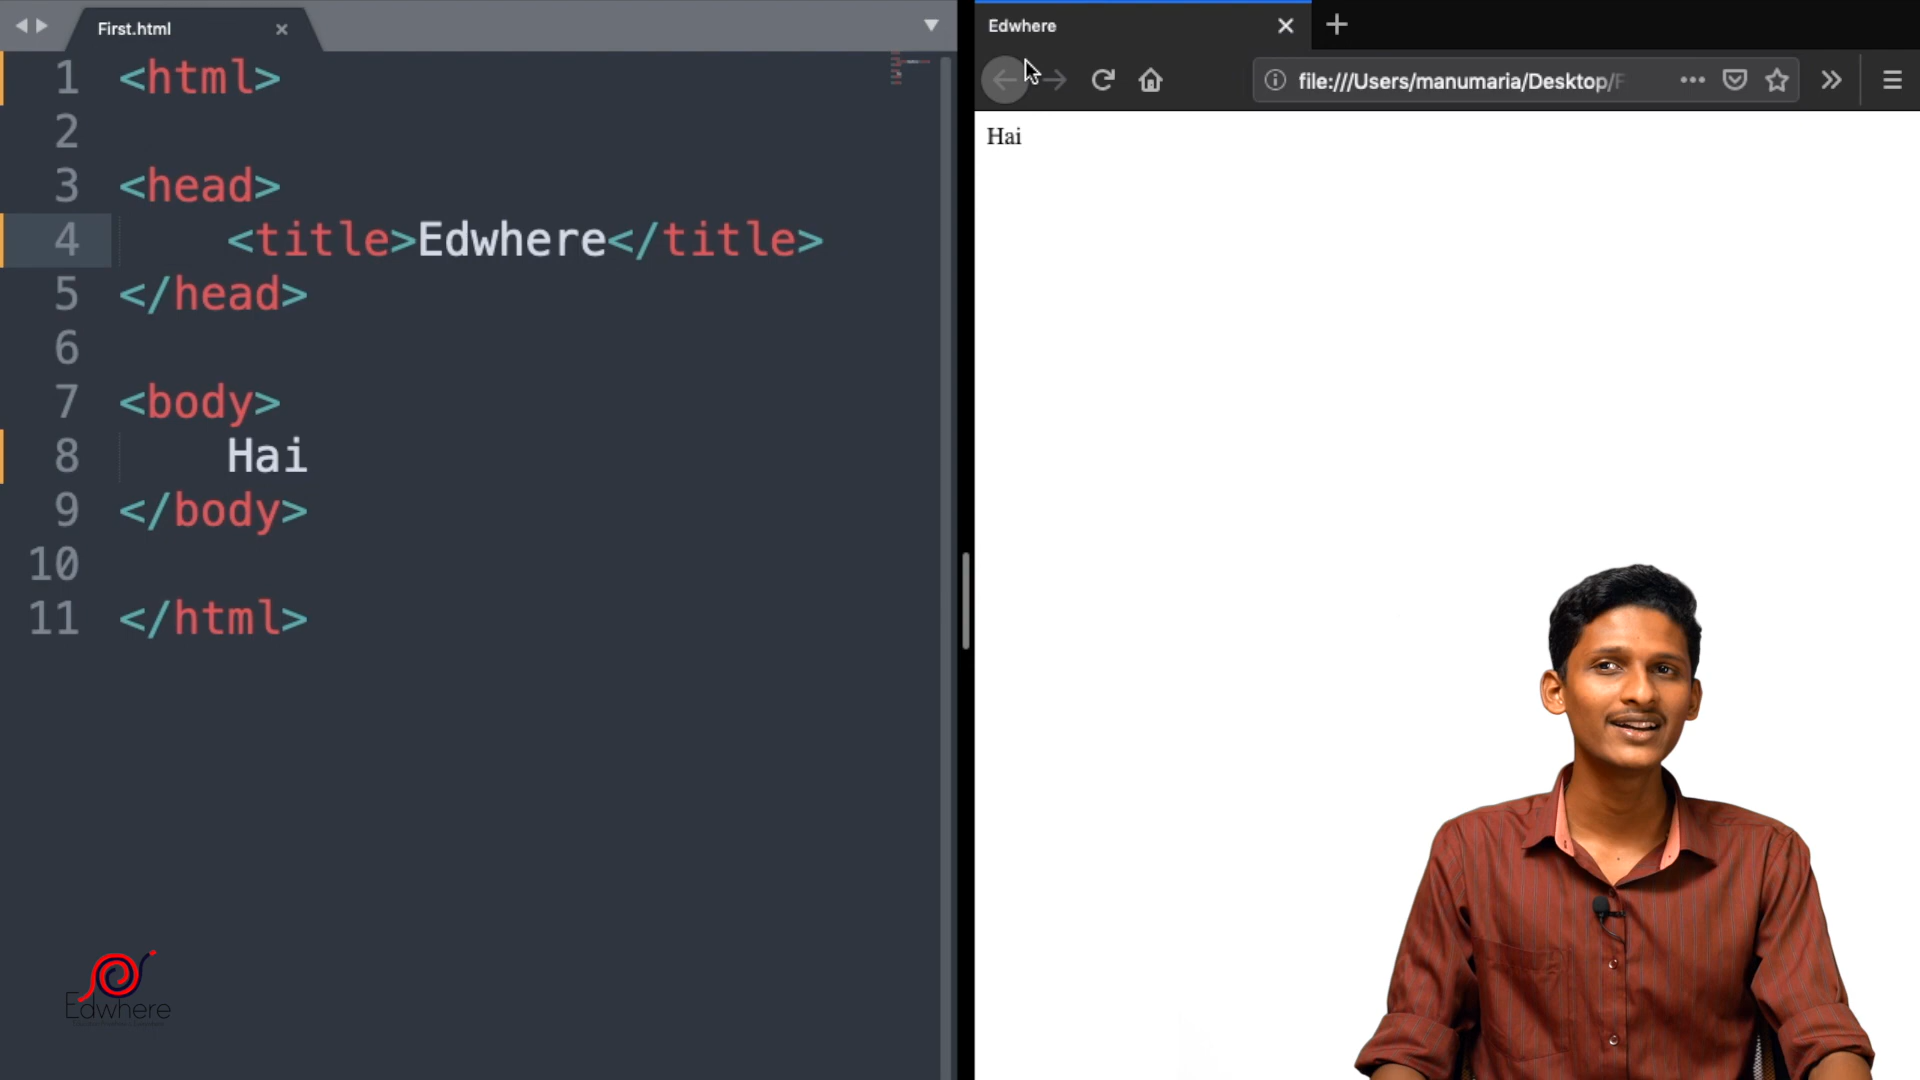 First.html
1 <html>
2
3 <head>
4 <title>Edwhere</title>
5 </head>
6
7 <body>
8 Hai
9 </body>
10
11 </html>
Edwhere
Edwhere
file:///Users/manumaria/Desktop/F
Hai